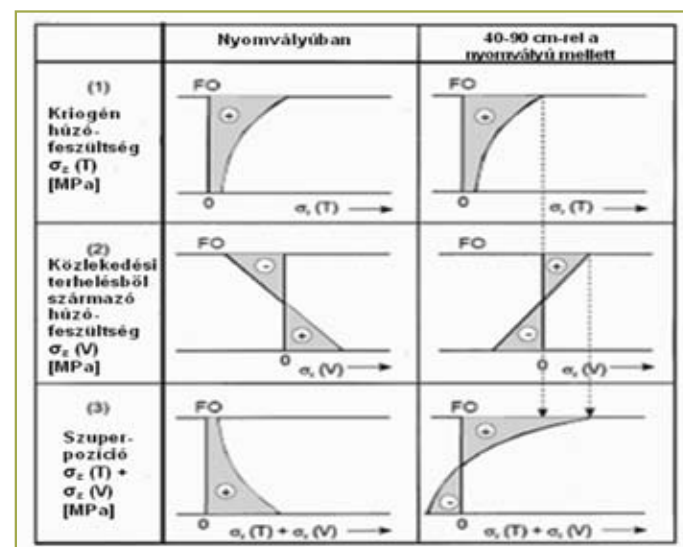 Nyomvályúban
40-90 cm-rel a
nyomvályú mellett
(1)
Kriogén
húzó-
feszültség
σz (T)
[MPa]
FO
+
0
σz (T)
FO
+
0
σz (T)
(2)
Közlekedési
terhelésből
származó
húzó-
feszültség
σz (V)
[MPa]
FO
-
+
0
σz (V)
FO
+
-
0
σz (V)
(3)
Szuper-
pozíció
σz (T) +
σz (V)
[MPa]
FO
+
0
σz (T) + σz (V)
FO
+
-
0
σz (T) + σz (V)